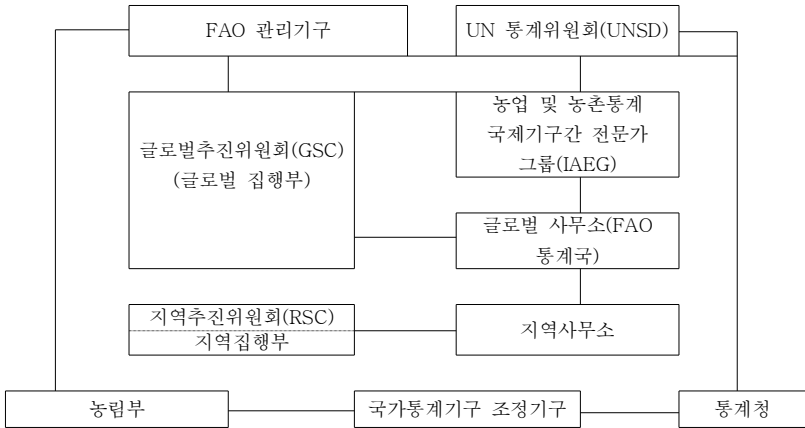 FAO 관리기구
UN 통계위원회(UNSD)
글로벌추진위원회(GSC)
(글로벌 집행부)
농업 및 농촌통계
국제기구간 전문가
그룹(IAEG)
글로벌 사무소(FAO
통계국)
지역추진위원회(RSC)
지역집행부
지역사무소
농림부
국가통계기구 조정기구
통계청